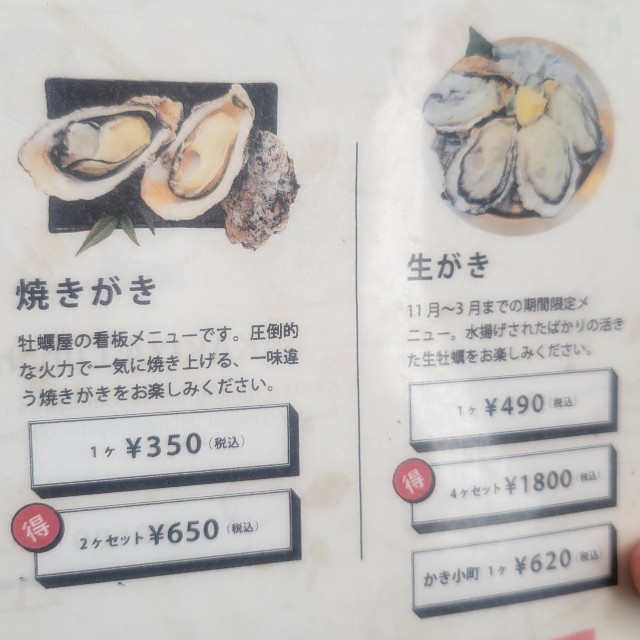 焼きがき
牡蠣屋の看板メニューです。圧倒的
な火力で一気に焼き上げる、一味違
う焼きがきをお楽しみください。
1ヶ ¥350(税込)
得
2ヶセット ¥650(税込)
生がき
11月〜3月までの期間限定メ
ニュー。水揚げされたばかりの活き
た生牡蠣をお楽しみください。
1ヶ ¥490(税込)
得
4ヶセット ¥1800(税込)
かき小町 1ヶ ¥620(税込)